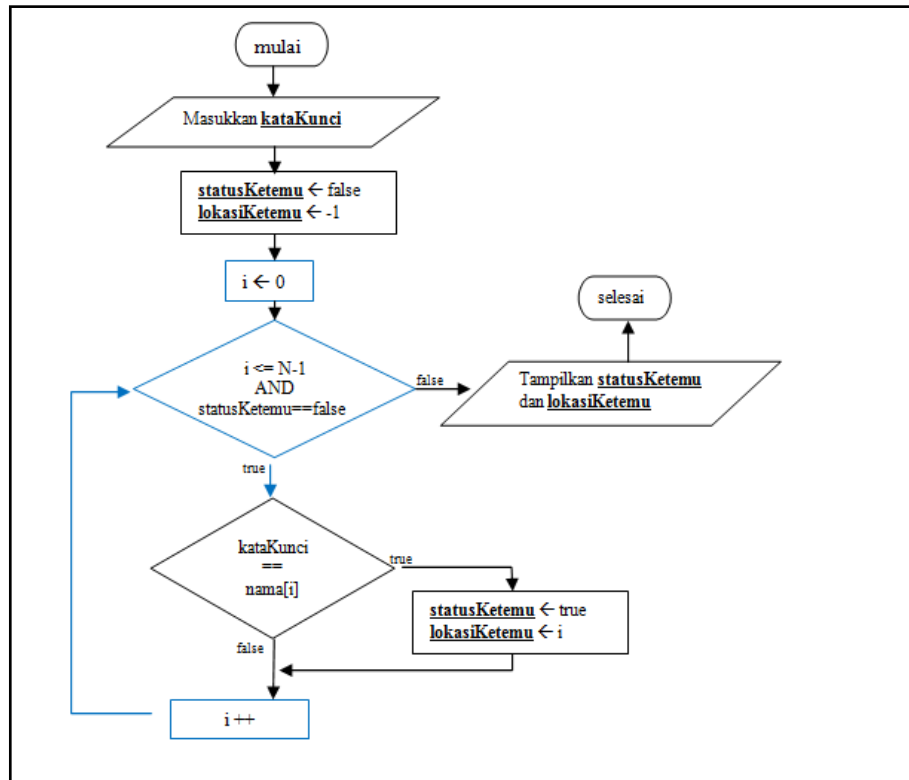 mulai
Masukkan kataKunci
statusKetemu ← false
lokasiKetemu ← -1
i ← 0
i <= N-1
AND
statusKetemu==false
false
Tampilkan statusKetemu
dan lokasiKetemu
selesai
true
kataKunci
==
nama[i]
true
statusKetemu ← true
lokasiKetemu ← i
false
i ++